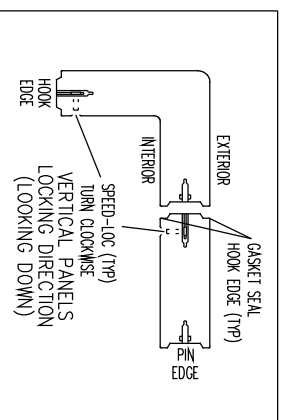 HOOK
EDGE
INTERIOR
EXTERIOR
SPEED-LOC (TYP)
TURN CLOCKWISE
GASKET SEAL
HOOK EDGE (TYP)
PIN
EDGE
VERTICAL PANELS
LOCKING DIRECTION
(LOOKING DOWN)